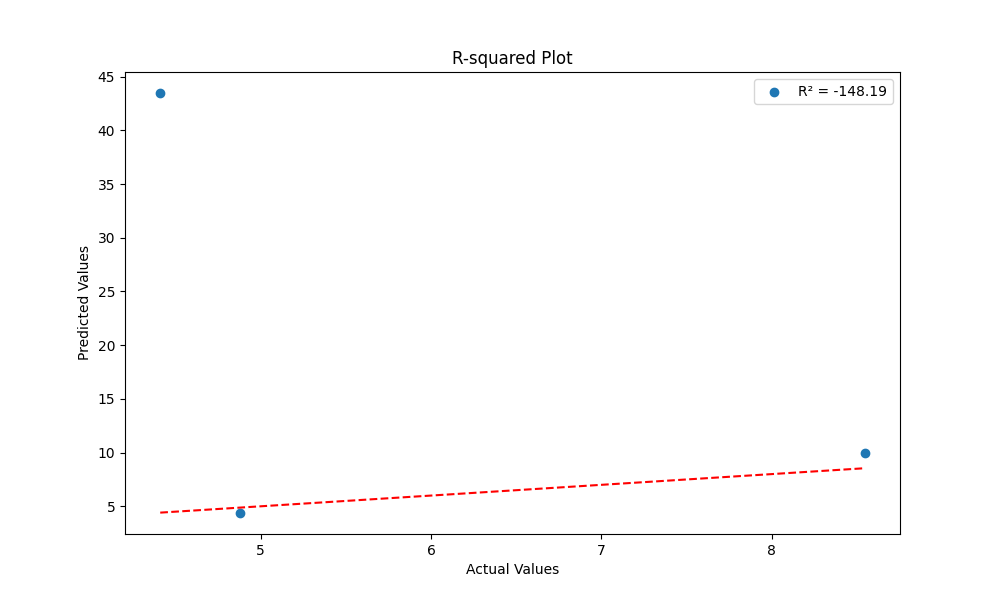 R-squared Plot
R² = -148.19
45
40
35
30
25
20
15
10
5
Predicted Values
5 6 7 8
Actual Values